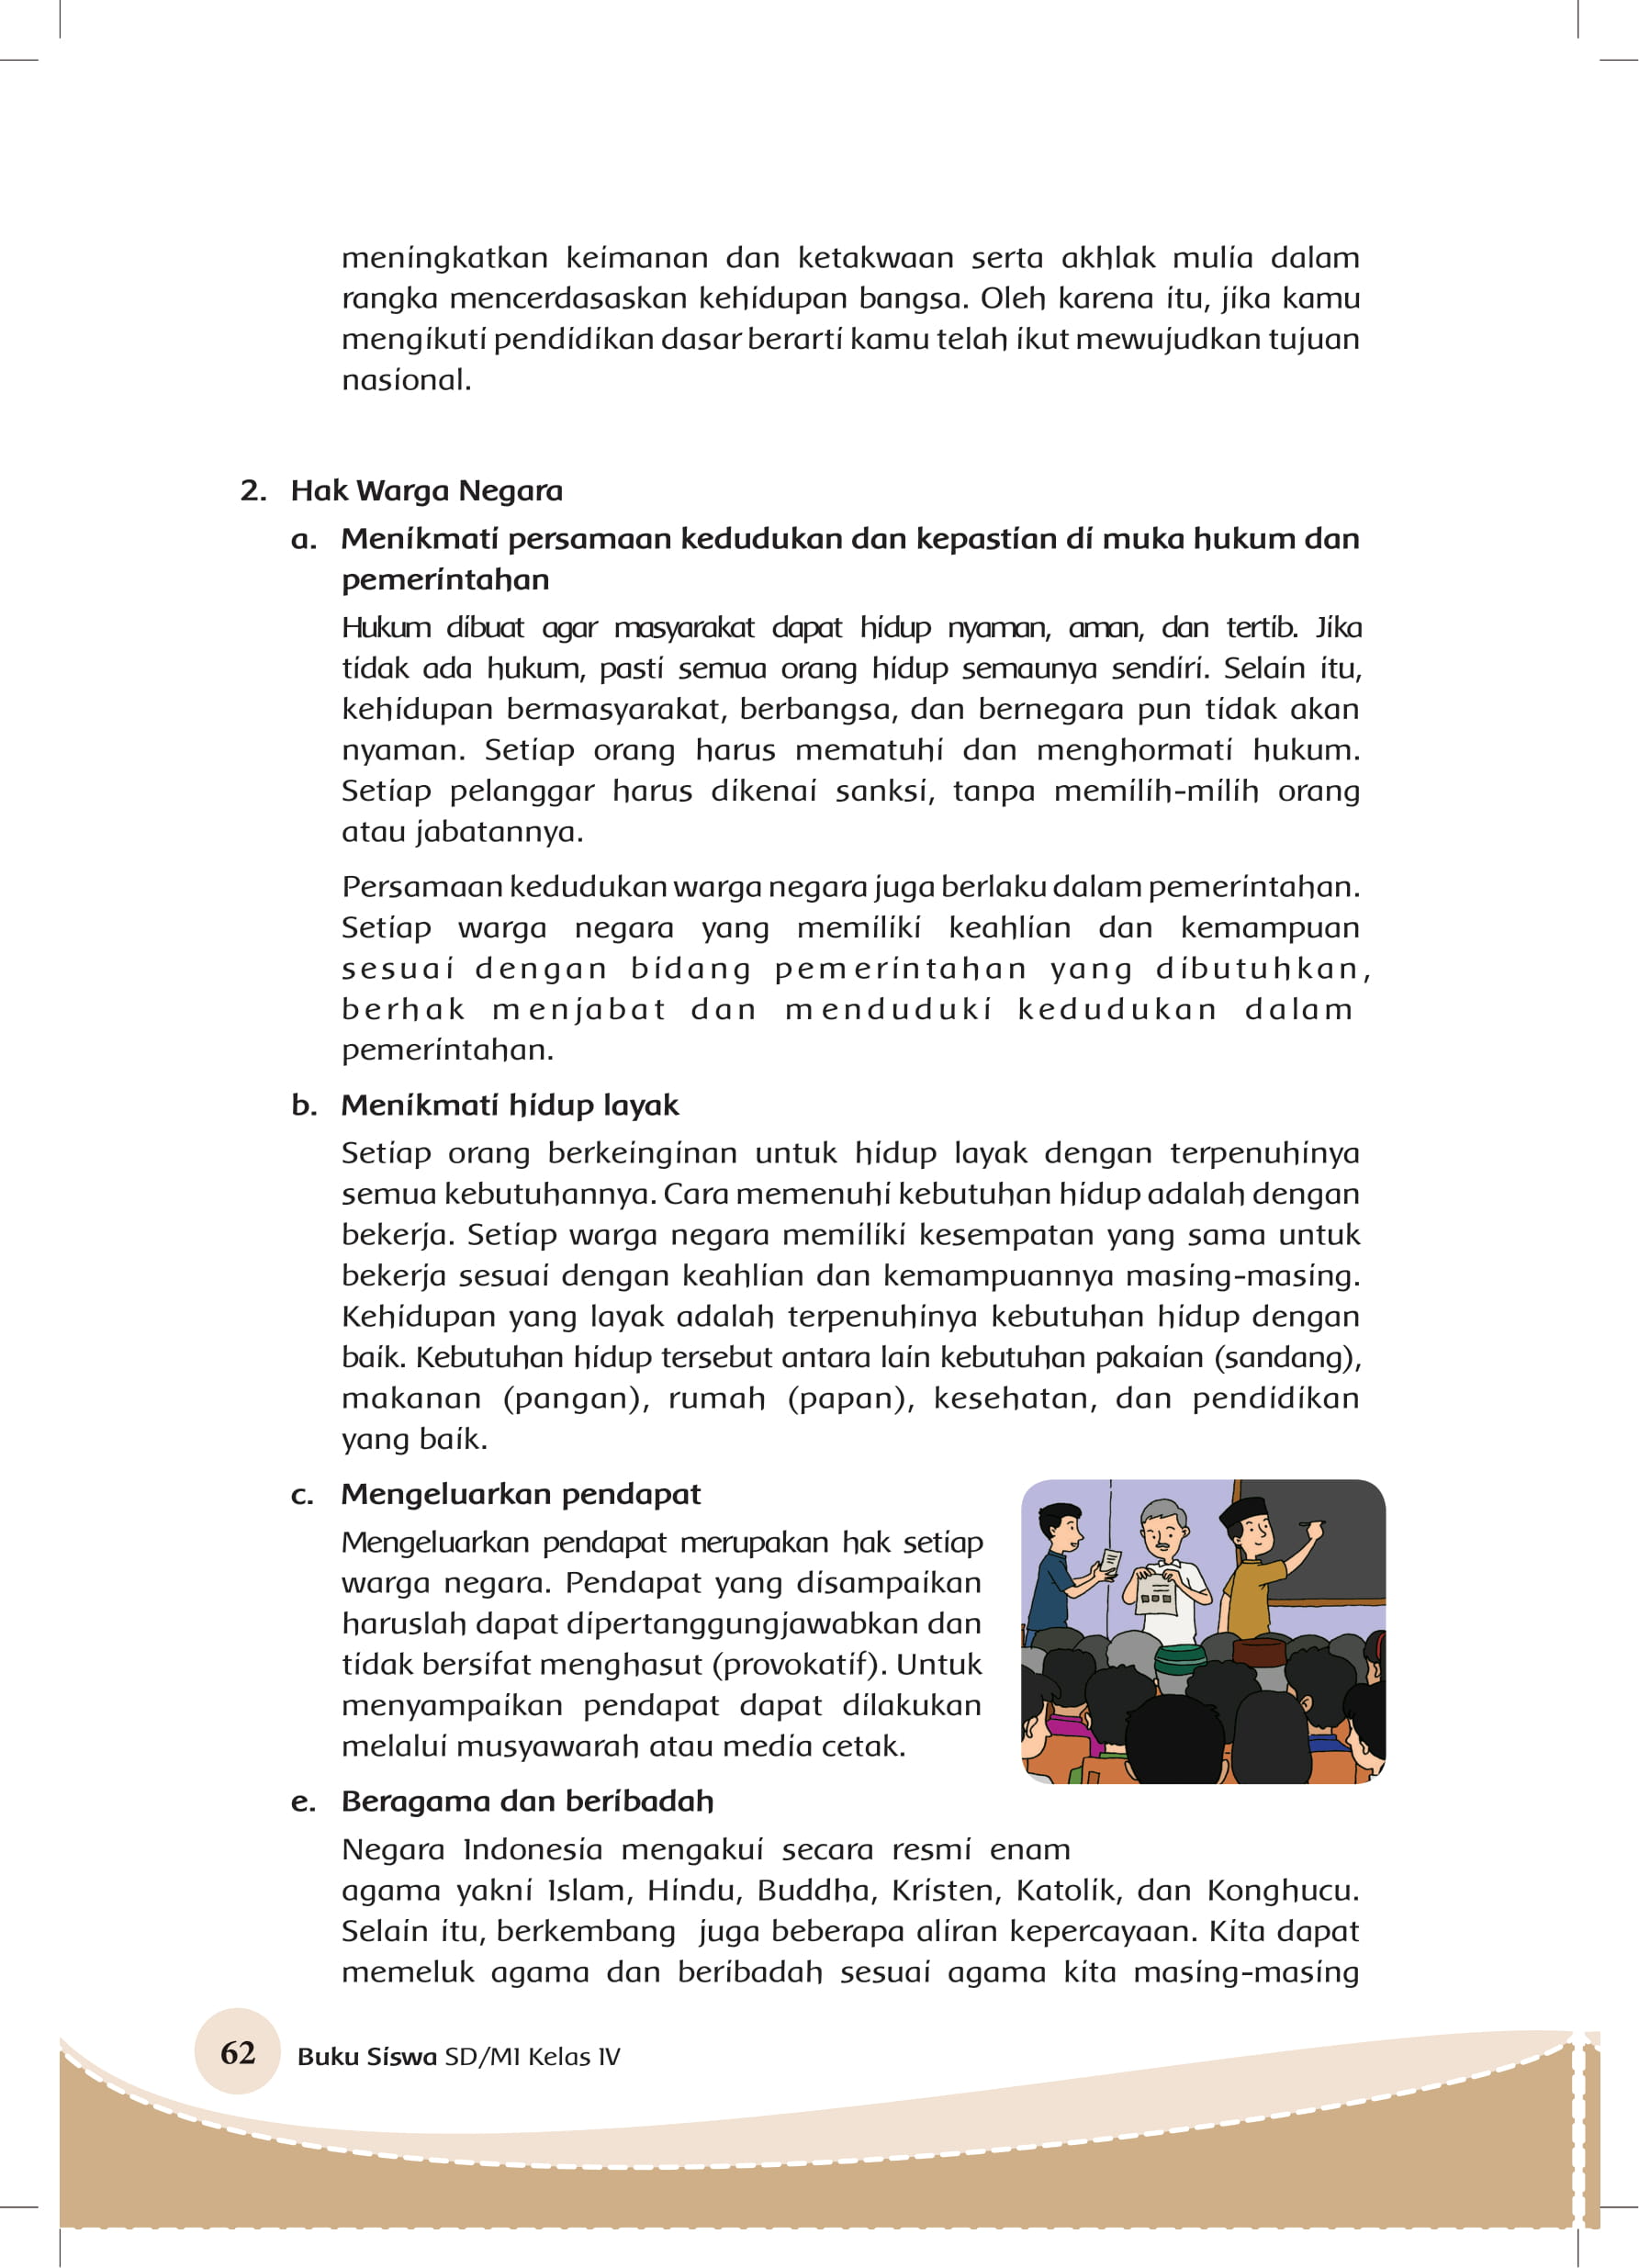 meningkatkan keimanan dan ketakwaan serta akhlak mulia dalam
rangka mencerdasaskan kehidupan bangsa. Oleh karena itu, jika kamu
mengikuti pendidikan dasar berarti kamu telah ikut mewujudkan tujuan
nasional.
2. Hak Warga Negara
a. Menikmati persamaan kedudukan dan kepastian di muka hukum dan
pemerintahan
Hukum dibuat agar masyarakat dapat hidup nyaman, aman, dan tertib. Jika
tidak ada hukum, pasti semua orang hidup semaunya sendiri. Selain itu,
kehidupan bermasyarakat, berbangsa, dan bernegara pun tidak akan
nyaman. Setiap orang harus mematuhi dan menghormati hukum.
Setiap pelanggar harus dikenai sanksi, tanpa memilih-milih orang
atau jabatannya.
Persamaan kedudukan warga negara juga berlaku dalam pemerintahan.
Setiap warga negara yang memiliki keahlian dan kemampuan
sesuai dengan bidang pemerintahan yang dibutuhkan,
berhak menjabat dan menduduki kedudukan dalam
pemerintahan.
b. Menikmati hidup layak
Setiap orang berkeinginan untuk hidup layak dengan terpenuhinya
semua kebutuhannya. Cara memenuhi kebutuhan hidup adalah dengan
bekerja. Setiap warga negara memiliki kesempatan yang sama untuk
bekerja sesuai dengan keahlian dan kemampuannya masing-masing.
Kehidupan yang layak adalah terpenuhinya kebutuhan hidup dengan
baik. Kebutuhan hidup tersebut antara lain kebutuhan pakaian (sandang),
makanan (pangan), rumah (papan), kesehatan, dan pendidikan
yang baik.
c. Mengeluarkan pendapat
Mengeluarkan pendapat merupakan hak setiap
warga negara. Pendapat yang disampaikan
haruslah dapat dipertanggungjawabkan dan
tidak bersifat menghasut (provokatif). Untuk
menyampaikan pendapat dapat dilakukan
melalui musyawarah atau media cetak.
e. Beragama dan beribadah
Negara Indonesia mengakui secara resmi enam
agama yakni Islam, Hindu, Buddha, Kristen, Katolik, dan Konghucu.
Selain itu, berkembang juga beberapa aliran kepercayaan. Kita dapat
memeluk agama dan beribadah sesuai agama kita masing-masing
62 Buku Siswa SD/MI Kelas IV